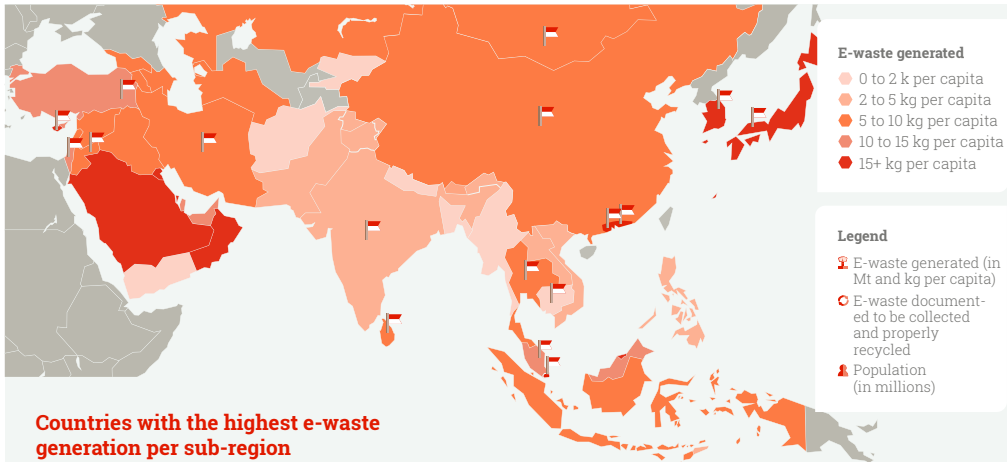 E-waste generated
0 to 2 k per capita
2 to 5 kg per capita
5 to 10 kg per capita
10 to 15 kg per capita
15+ kg per capita
Legend
E-waste generated (in
Mt and kg per capita)
E-waste document-
ed to be collected
and properly
recycled
Population
(in millions)
Countries with the highest e-waste
generation per sub-region